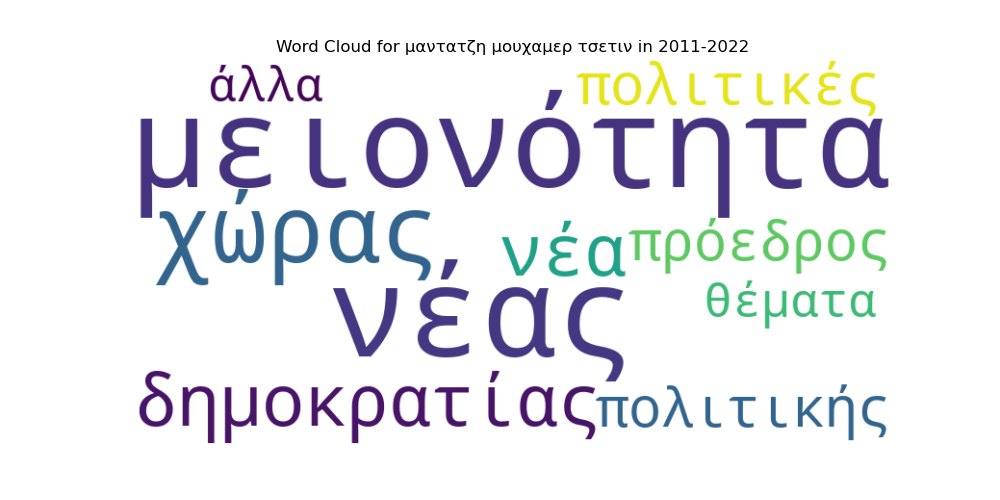 Word Cloud for μαντατζη μουχαμερ τσετιν in 2011-2022
άλλα πολιτικές
μειονότητα
χώρας νέα πρόεδρος
νέας θέματα
δημοκρατίας πολιτικής